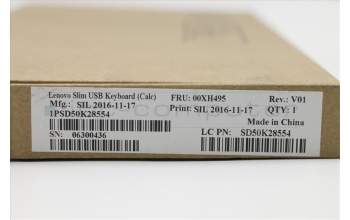 Lenovo Slim USB Keyboard (Calc) FRU: 00XH495 Rev.: V01
Mfg.: SIL 2016-11-17 Print: SIL 2016-11-17 QTY: 1
1PSD50K28554 Made in China
SN: 06300436 LC PN: SD50K28554